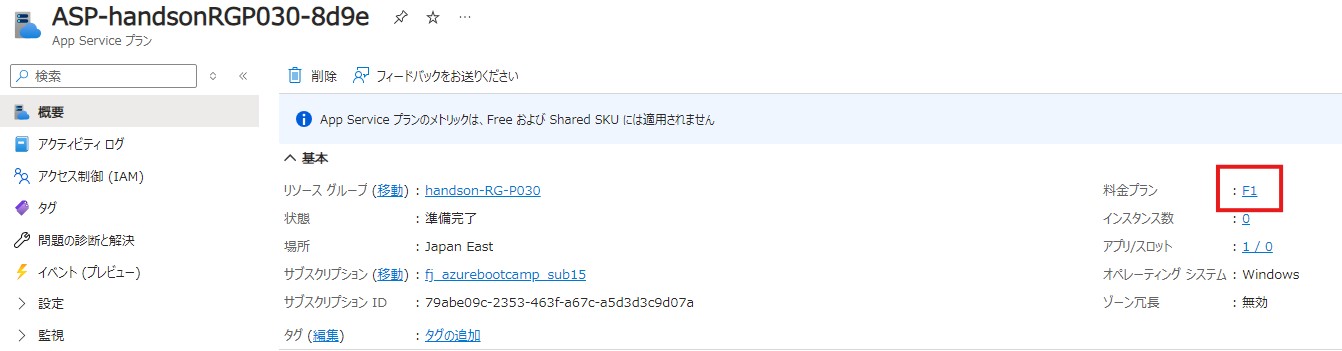 ASP-handsonRGP030-8d9e
App Service プラン
検索
概要
アクティビティ ログ
アクセス制御 (IAM)
タグ
問題の診断と解決
イベント (プレビュー)
設定
監視
削除 フィードバックをお送りください
App Service プランのメトリックは、Free および Shared SKU には適用されません
基本
リソース グループ (移動) : handson-RG-P030
状態 : 準備完了
場所 : Japan East
サブスクリプション (移動) : fj_azurebootcamp_sub15
サブスクリプション ID : 79abe09c-2353-463f-a67c-a5d3d3c9d07a
タグ (編集) : タグの追加
料金プラン : F1
インスタンス数 : 0
アプリ/スロット : 1 / 0
オペレーティング システム : Windows
ゾーン冗長 : 無効